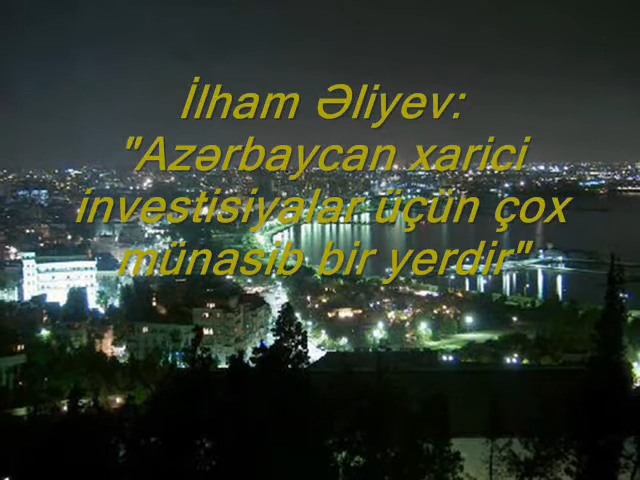 İlham Əliyev:
"Azərbaycan xarici
investisiyalar üçün çox
münasib bir yerdir"